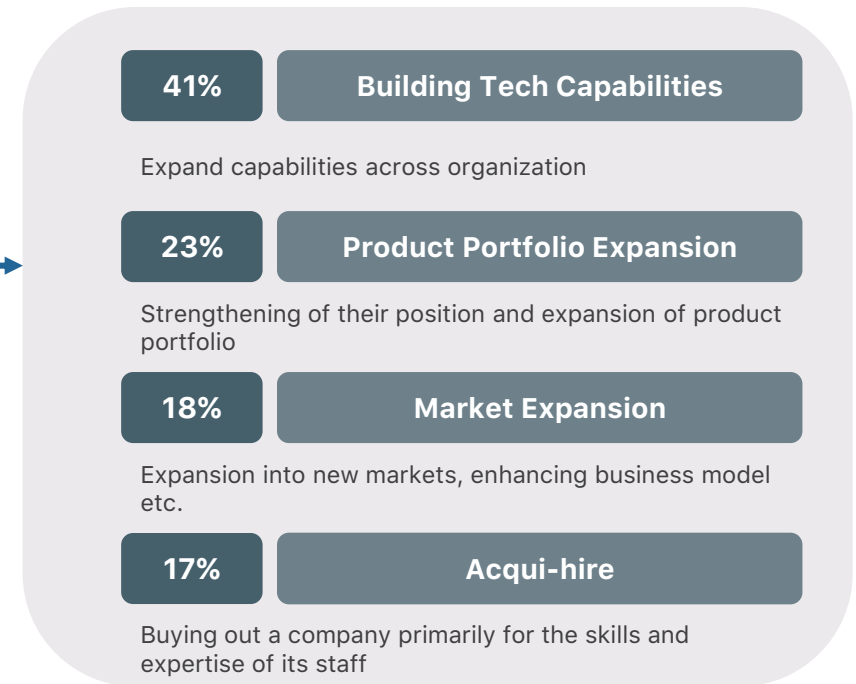 41%
Building Tech Capabilities
Expand capabilities across organization
23%
Product Portfolio Expansion
Strengthening of their position and expansion of product
portfolio
18%
Market Expansion
Expansion into new markets, enhancing business model
etc.
17%
Acqui-hire
Buying out a company primarily for the skills and
expertise of its staff